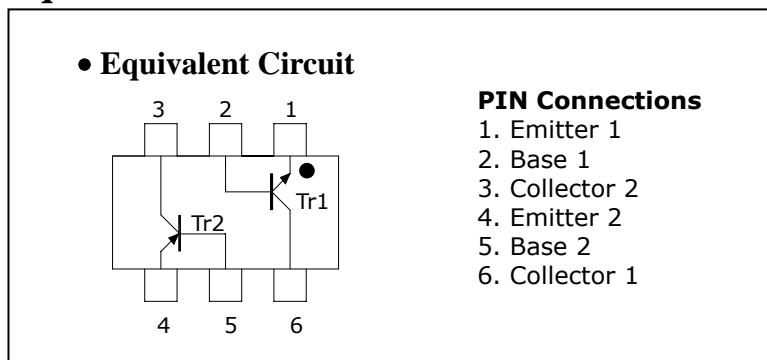 • Equivalent Circuit
3 2 1
Tr1
Tr2
4 5 6
PIN Connections
1. Emitter 1
2. Base 1
3. Collector 2
4. Emitter 2
5. Base 2
6. Collector 1